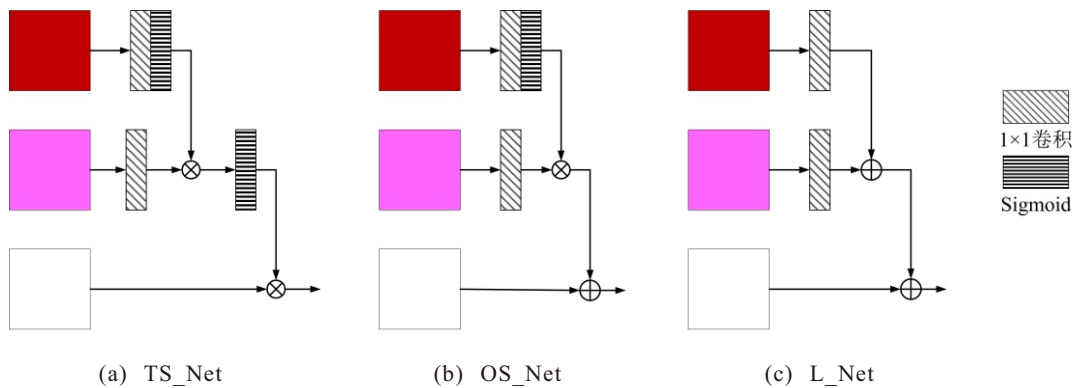 1×1卷积
Sigmoid
(a) TS_Net
(b) OS_Net
(c) L_Net